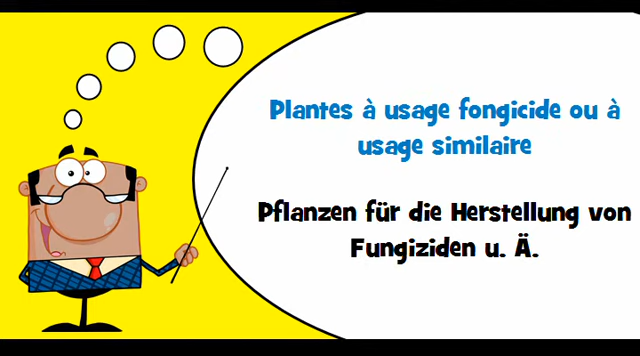 Plantes à usage fongicide ou à
usage similaire
Pflanzen für die Herstellung von
Fungiziden u. Ä.